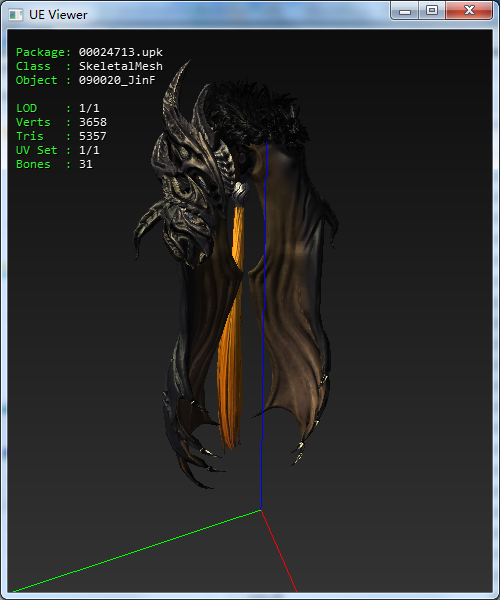 UE Viewer
Package: 00024713.upk
Class  : SkeletalMesh
Object : 090020_JinF
LOD    : 1/1
Verts  : 3658
Tris   : 5357
UV Set : 1/1
Bones  : 31